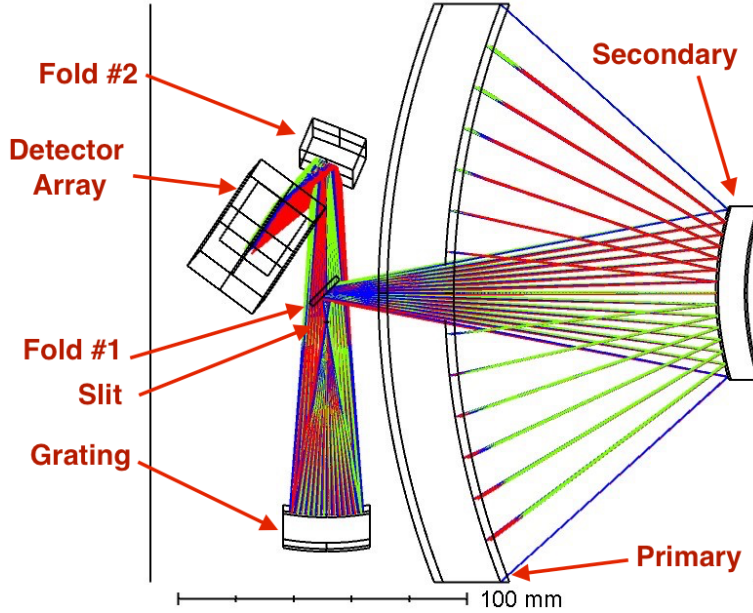 Secondary
Fold #2
Detector
Array
Fold #1
Slit
Grating
Primary
100 mm